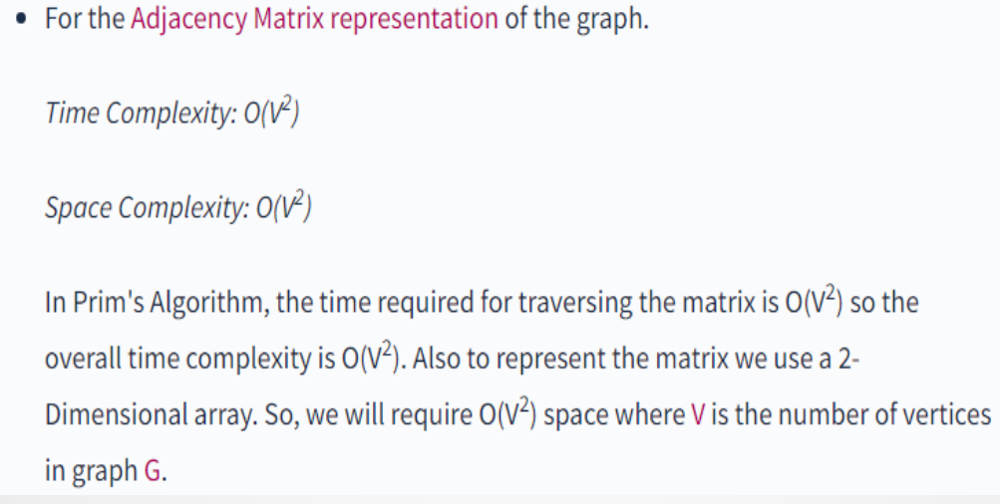 • For the Adjacency Matrix representation of the graph.
Time Complexity: O(V²)
Space Complexity: O(V²)
In Prim's Algorithm, the time required for traversing the matrix is O(V²) so the
overall time complexity is O(V²). Also to represent the matrix we use a 2-
Dimensional array. So, we will require O(V²) space where V is the number of vertices
in graph G.